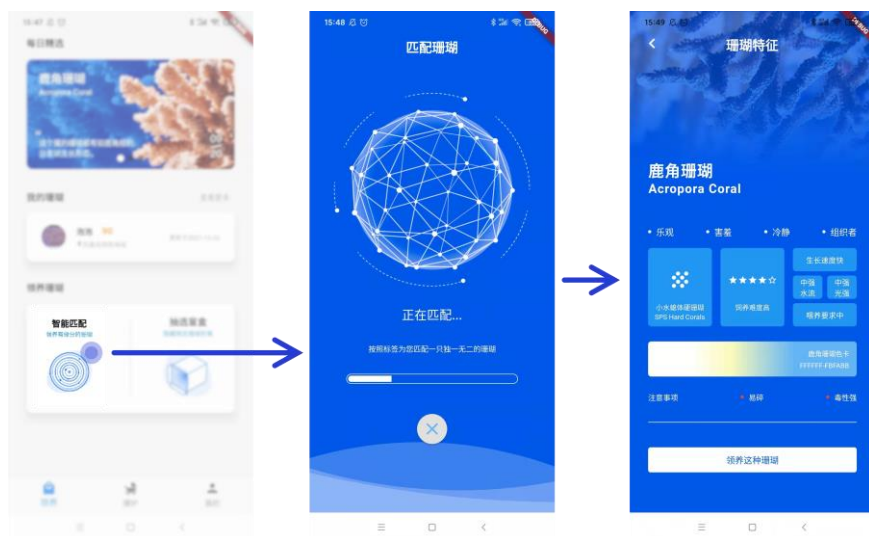 15:47
每日精选
鹿角珊瑚
Acropora Coral
我的珊瑚
领养珊瑚
智能匹配
抽选盲盒
15:48
匹配珊瑚
正在匹配...
按照标签为您匹配一只独一无二的珊瑚
15:49
珊瑚特征
鹿角珊瑚
Acropora Coral
• 乐观 • 害羞 • 冷静 • 组织者
小水螅体硬珊瑚
SPS Hard Corals
★★★★☆
饲养难度高
生长速度快
中强
水流
中强
光强
喂养要求中
鹿角珊瑚色卡
FFFFFF-FBFABB
注意事项 • 易碎 • 毒性强
领养这种珊瑚